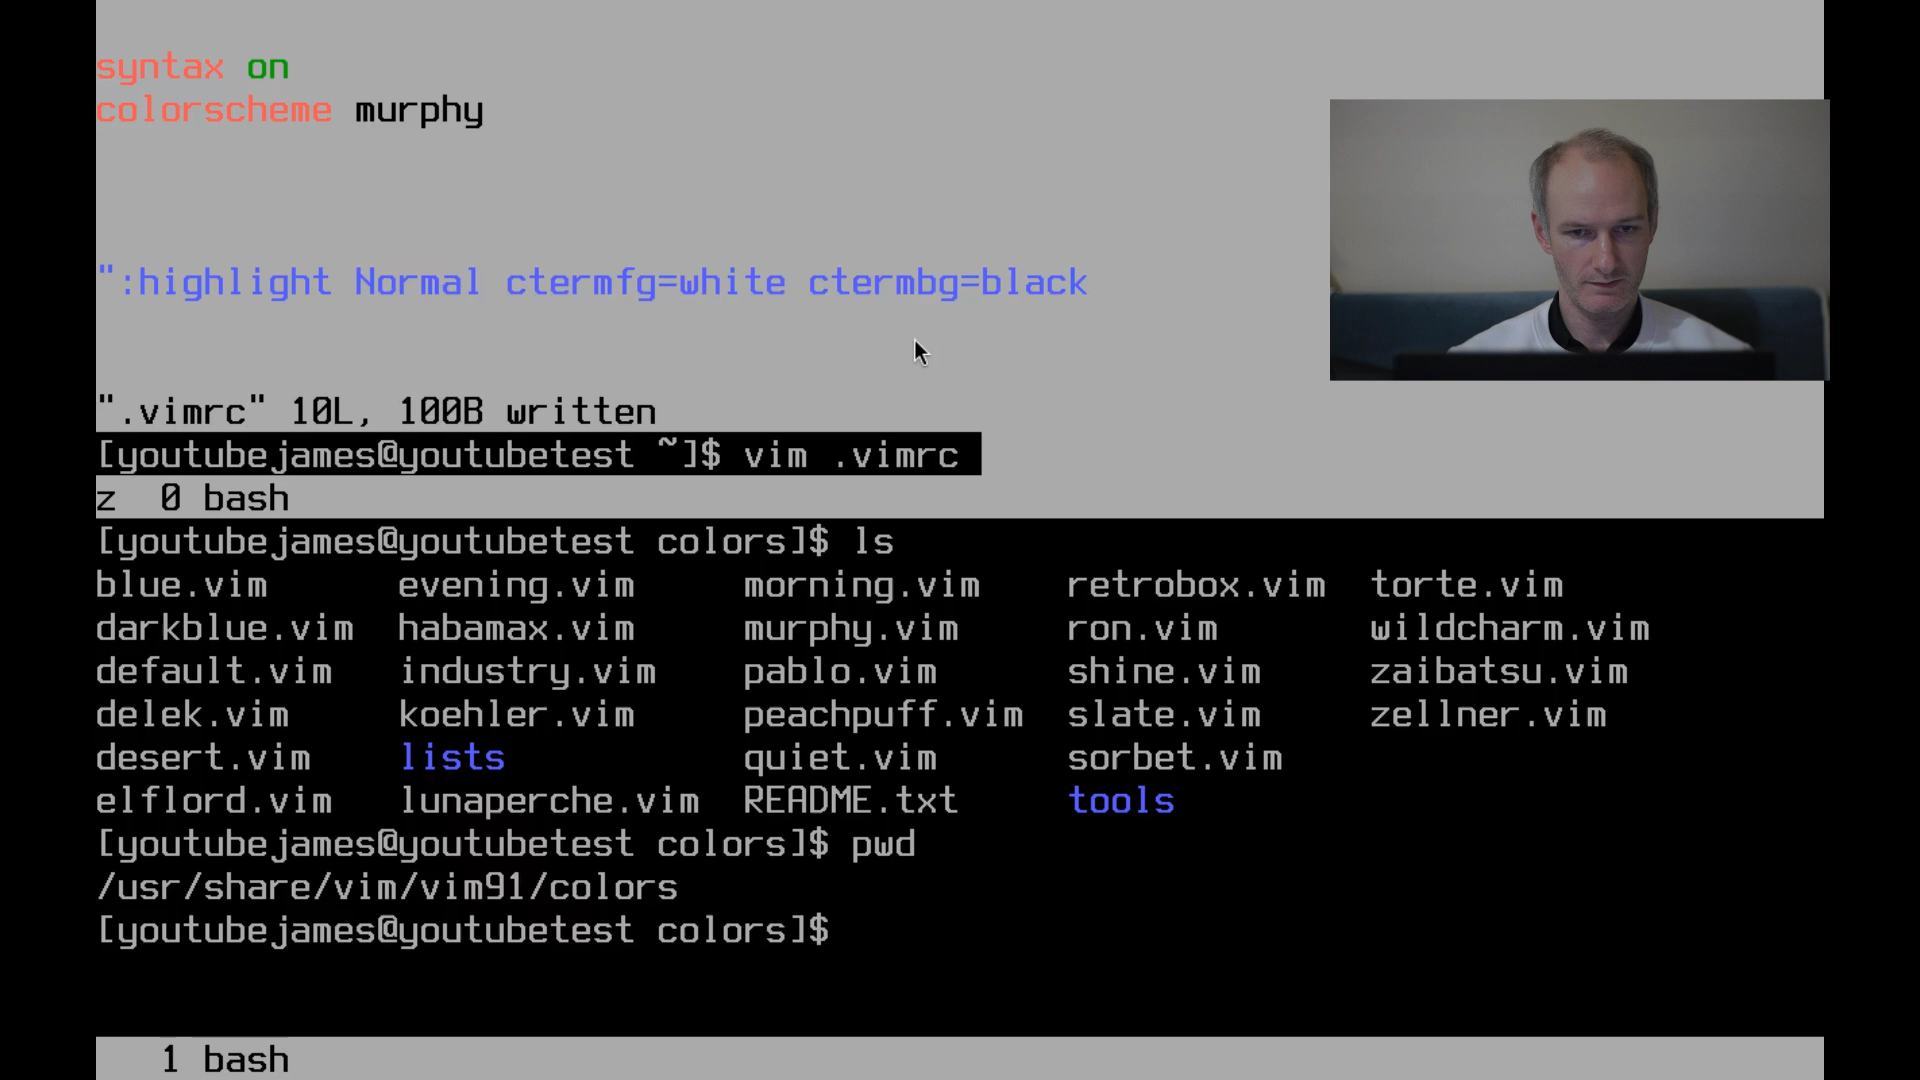 syntax on
colorscheme murphy
":highlight Normal ctermfg=white ctermbg=black
".vimrc" 10L, 100B written
[youtubejames@youtubetest ~]$ vim .vimrc
z  0 bash
[youtubejames@youtubetest colors]$ ls
blue.vim      evening.vim     morning.vim    retrobox.vim  torte.vim
darkblue.vim  habamax.vim     murphy.vim     ron.vim       wildcharm.vim
default.vim   industry.vim    pablo.vim      shine.vim     zaibatsu.vim
delek.vim     koehler.vim     peachpuff.vim  slate.vim     zellner.vim
desert.vim    lists           quiet.vim      sorbet.vim
elflord.vim   lunaperche.vim  README.txt     tools
[youtubejames@youtubetest colors]$ pwd
/usr/share/vim/vim91/colors
[youtubejames@youtubetest colors]$
1 bash